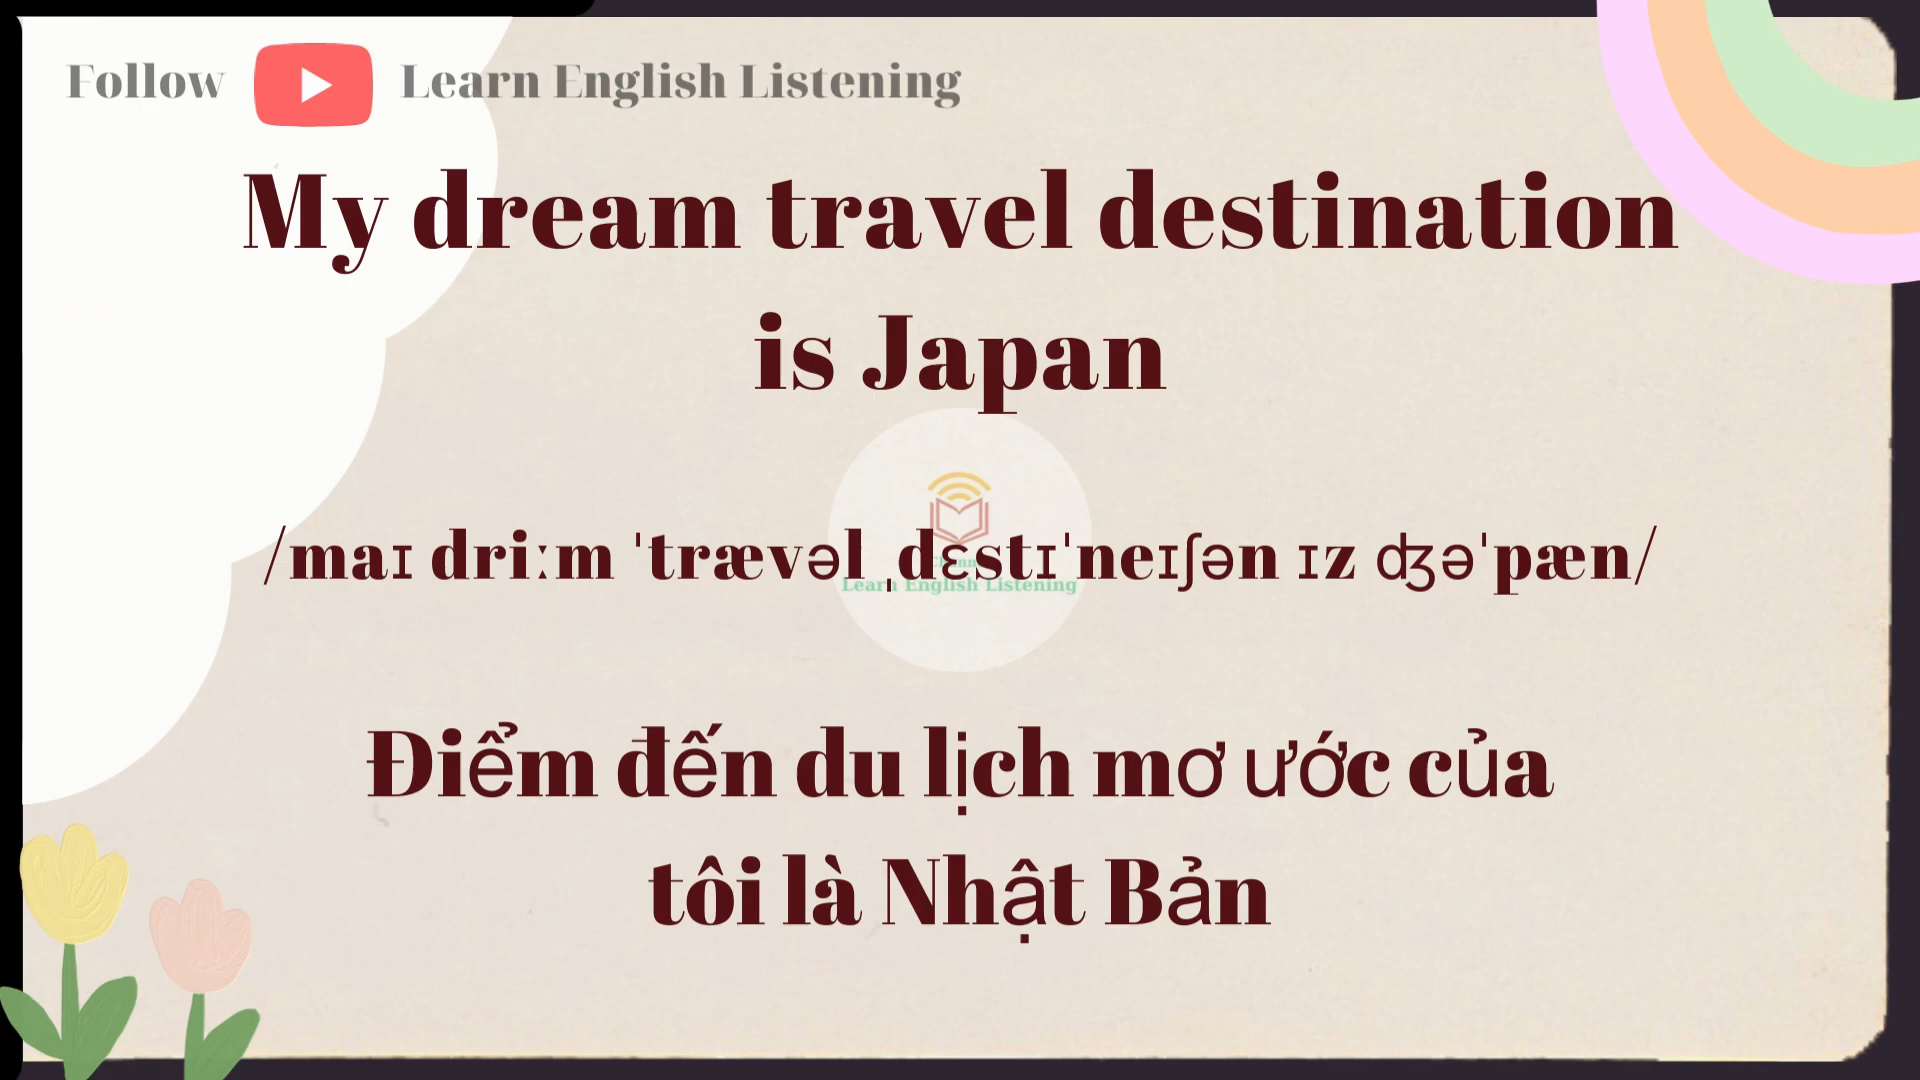 Follow Learn English Listening
My dream travel destination
is Japan
/maɪ driːm ˈtrævəl ˌdɛstɪˈneɪʃən ɪz ʤəˈpæn/
Learn English Listening
Điểm đến du lịch mơ ước của
tôi là Nhật Bản